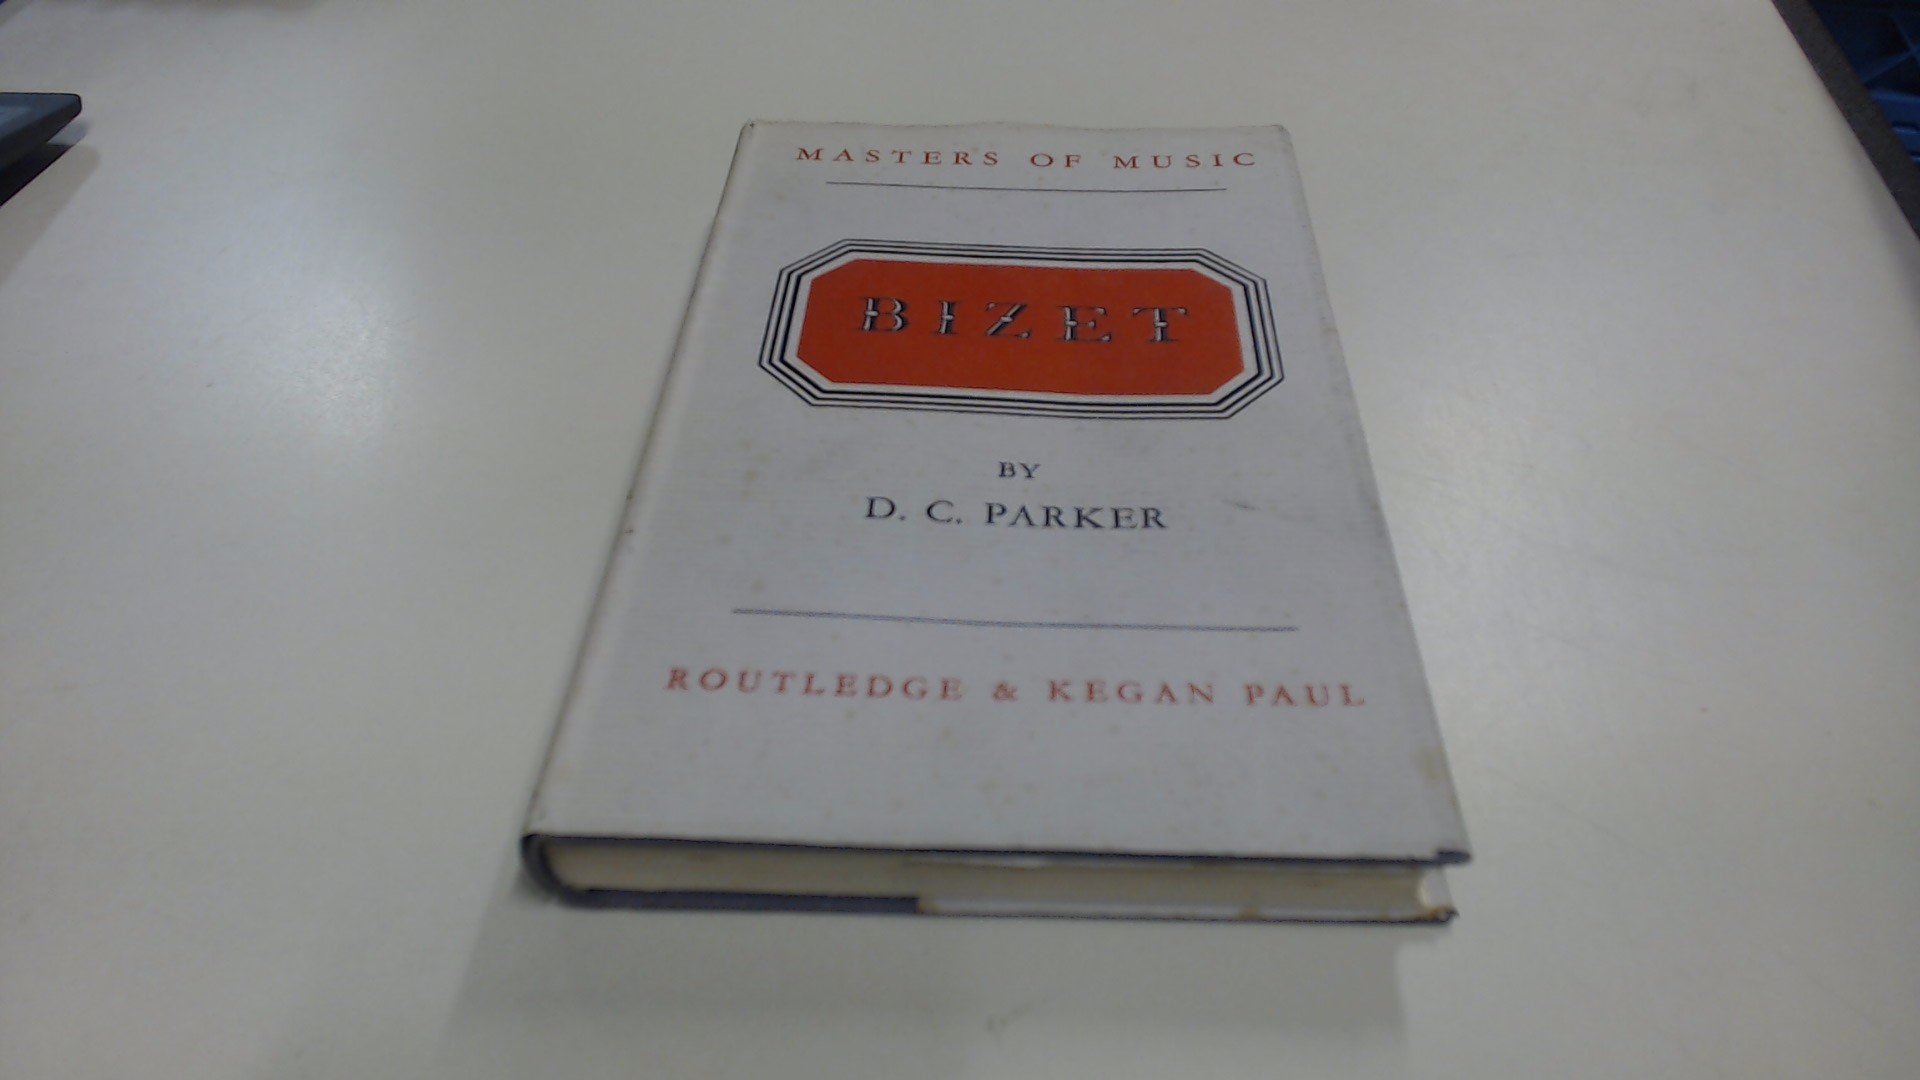 MASTERS OF MUSIC
BIZET
BY
D. C. PARKER
ROUTLEDGE & KEGAN PAUL